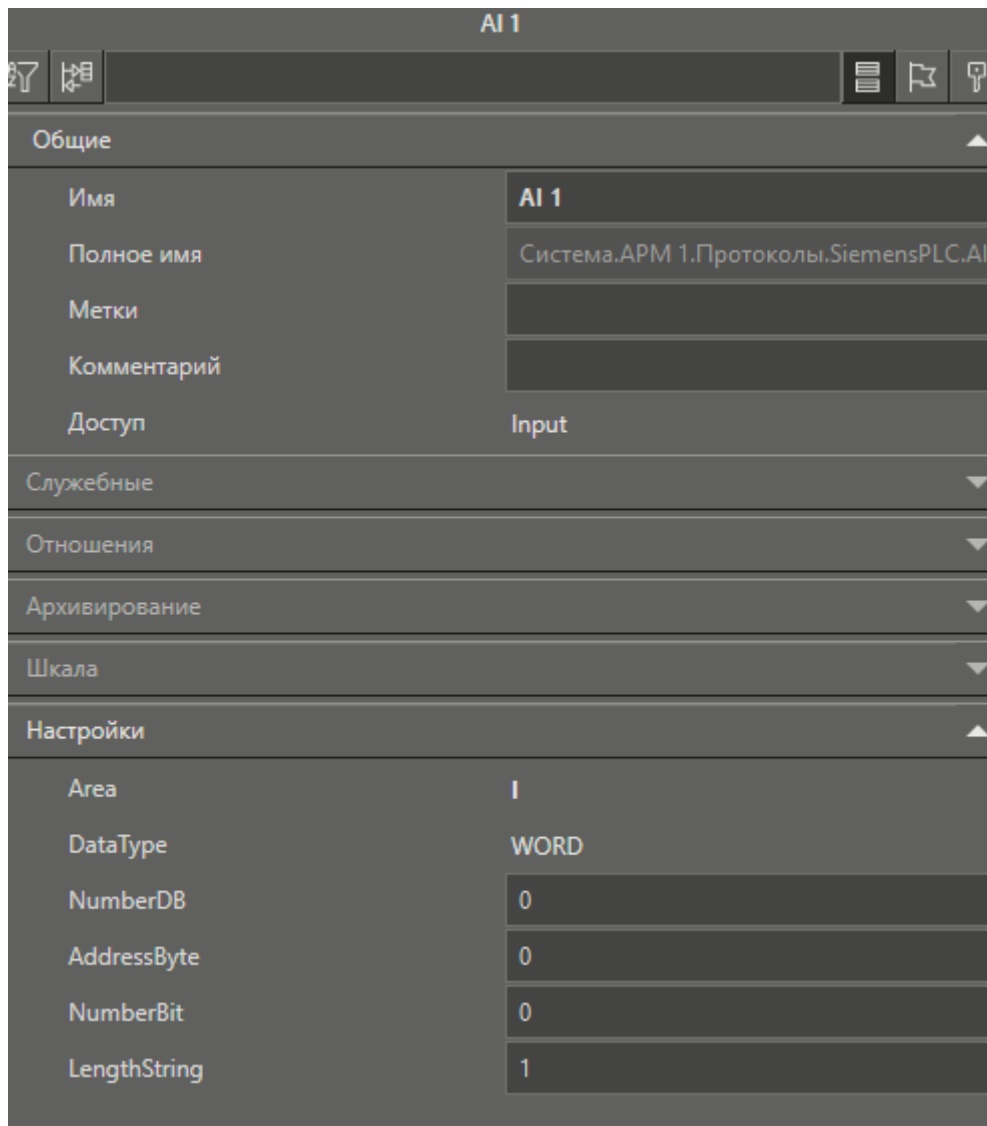 AI 1
Общие
Имя AI 1
Полное имя Система.АРМ 1.Протоколы.SiemensPLC.AI
Метки
Комментарий
Доступ Input
Служебные
Отношения
Архивирование
Шкала
Настройки
Area I
DataType WORD
NumberDB 0
AddressByte 0
NumberBit 0
LengthString 1